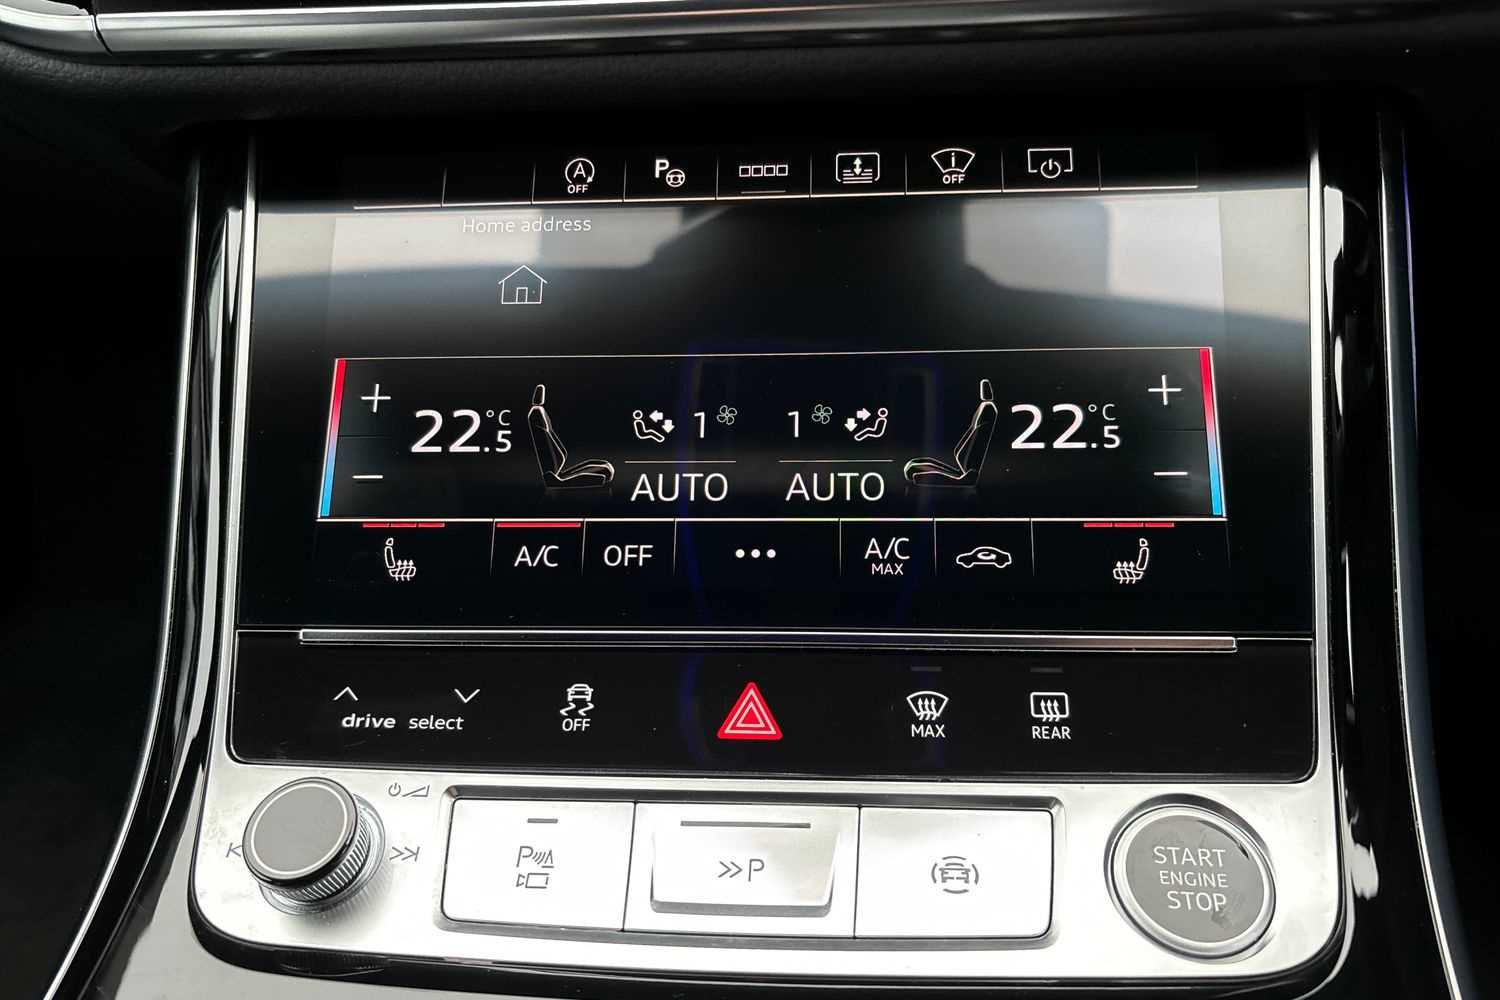 A
OFF
P
i
OFF
Home address
+ 22.5 °C 1 1 22.5 °C +
− AUTO AUTO −
A/C OFF ••• A/C
MAX
drive select OFF MAX REAR
P >>P
START
ENGINE
STOP